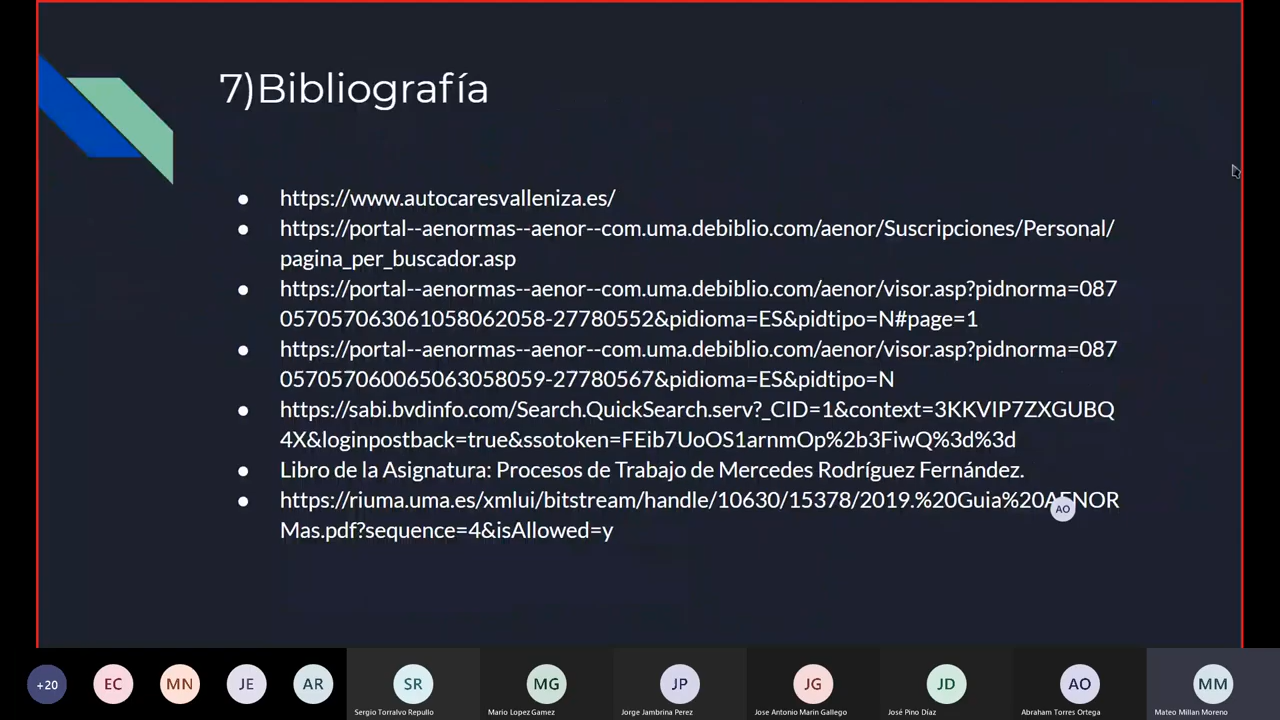 7)Bibliografía
https://www.autocaresvalleniza.es/
https://portal--aenormas--aenor--com.uma.debiblio.com/aenor/Suscripciones/Personal/
pagina_per_buscador.asp
https://portal--aenormas--aenor--com.uma.debiblio.com/aenor/visor.asp?pidnorma=087
057057063061058062058-27780552&pidioma=ES&pidtipo=N#page=1
https://portal--aenormas--aenor--com.uma.debiblio.com/aenor/visor.asp?pidnorma=087
057057060065063058059-27780567&pidioma=ES&pidtipo=N
https://sabi.bvdinfo.com/Search.QuickSearch.serv?_CID=1&context=3KKVIP7ZXGUBQ
4X&loginpostback=true&ssotoken=FEib7UoOS1arnmOp%2b3FiwQ%3d%3d
Libro de la Asignatura: Procesos de Trabajo de Mercedes Rodríguez Fernández.
https://riuma.uma.es/xmlui/bitstream/handle/10630/15378/2019.%20Guia%20AENOR
AO
Mas.pdf?sequence=4&isAllowed=y
+20 EC MN JE AR SR MG JP JG JD AO MM
Sergio Torralvo Repullo Mario Lopez Gamez Jorge Jambrina Perez Jose Antonio Marin Gallego José Pino Díaz Abraham Torres Ortega Mateo Millan Moreno